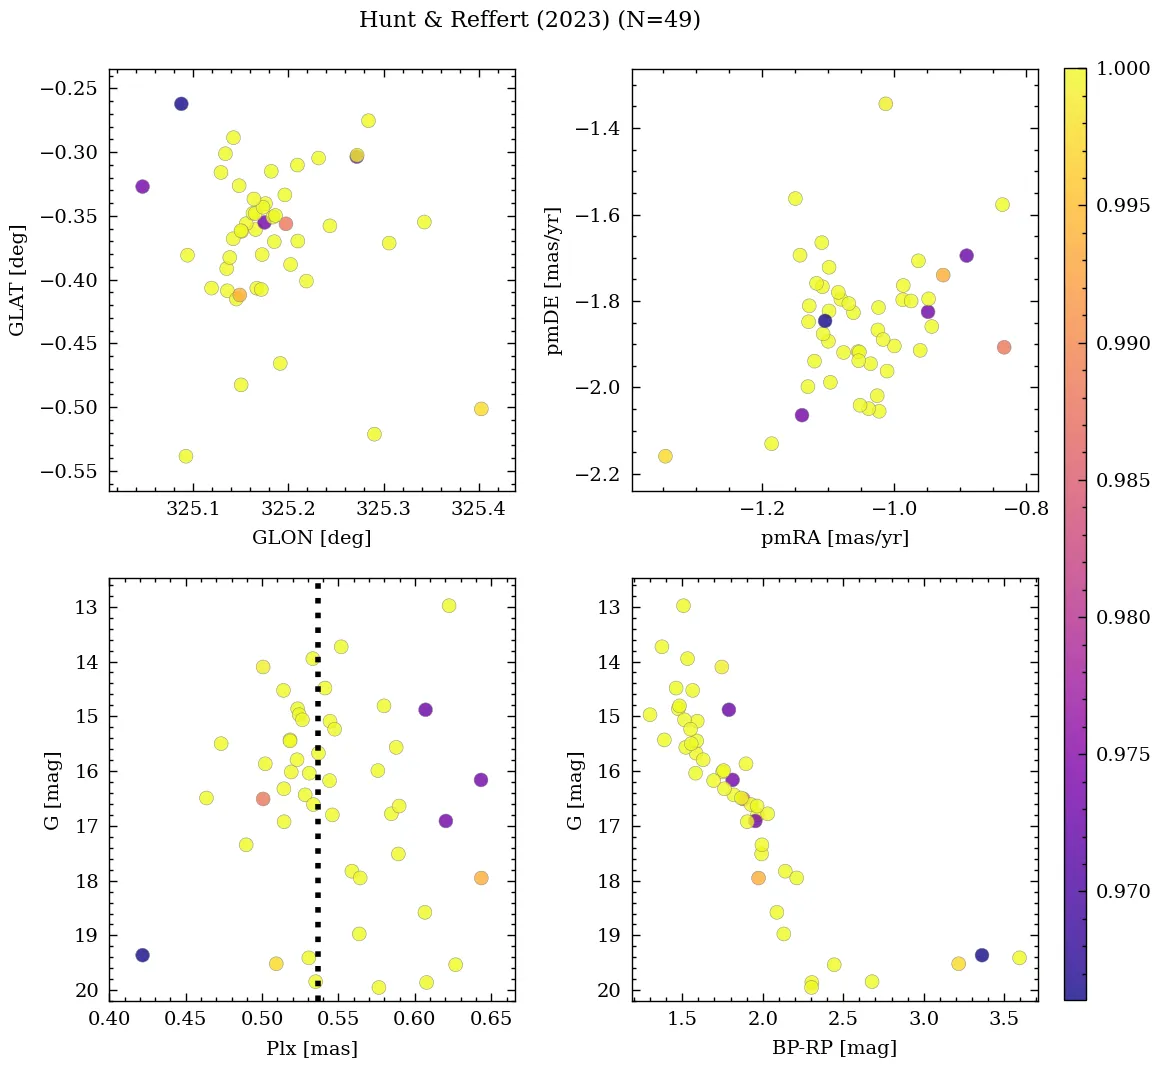 Hunt & Reffert (2023) (N=49)
−0.25
−0.30
−0.35
−0.40
−0.45
−0.50
−0.55
GLAT [deg]
325.1 325.2 325.3 325.4
GLON [deg]
−1.4
−1.6
−1.8
−2.0
−2.2
pmDE [mas/yr]
−1.2 −1.0 −0.8
pmRA [mas/yr]
1.000
0.995
0.990
0.985
0.980
0.975
0.970
13
14
15
16
17
18
19
20
G [mag]
0.40 0.45 0.50 0.55 0.60 0.65
Plx [mas]
13
14
15
16
17
18
19
20
G [mag]
1.5 2.0 2.5 3.0 3.5
BP-RP [mag]